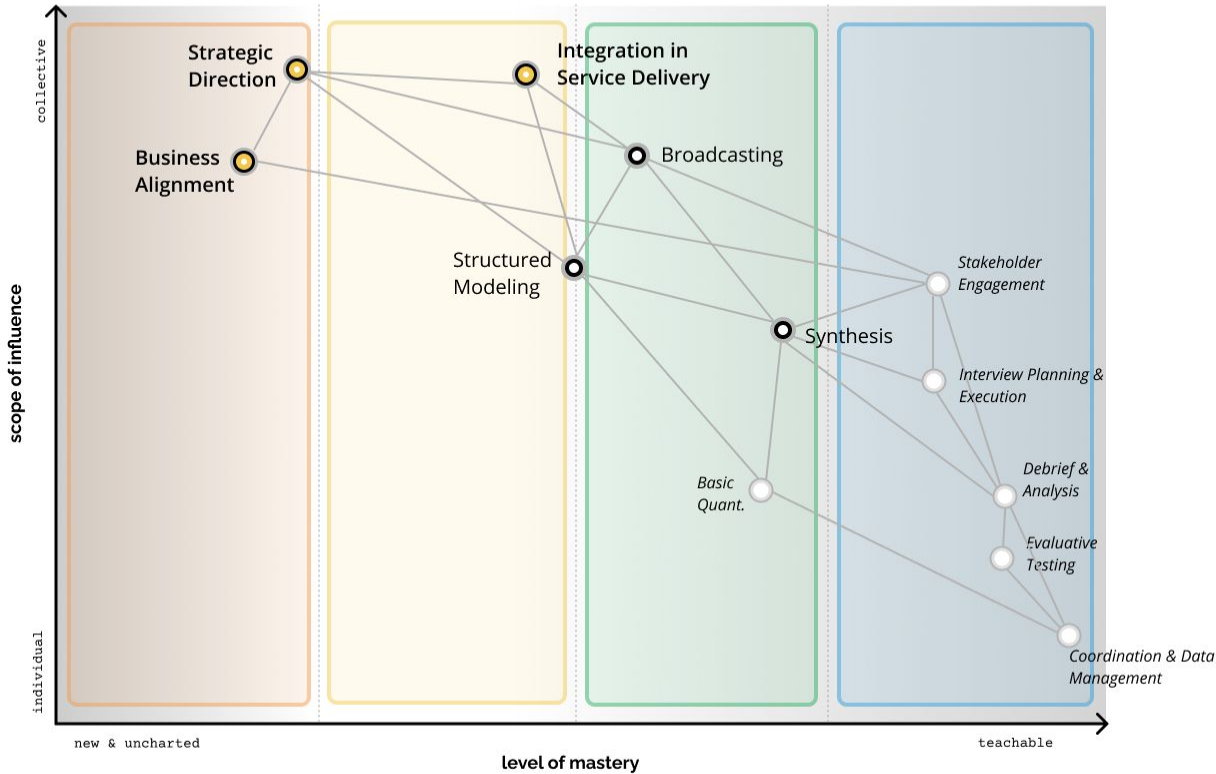 collective
Strategic
Direction
Integration in
Service Delivery
Business
Alignment
Broadcasting
Structured
Modeling
Stakeholder
Engagement
Synthesis
Interview Planning &
Execution
Basic
Quant.
Debrief &
Analysis
Evaluative
Testing
Coordination & Data
Management
scope of influence
individual
new & uncharted
teachable
level of mastery